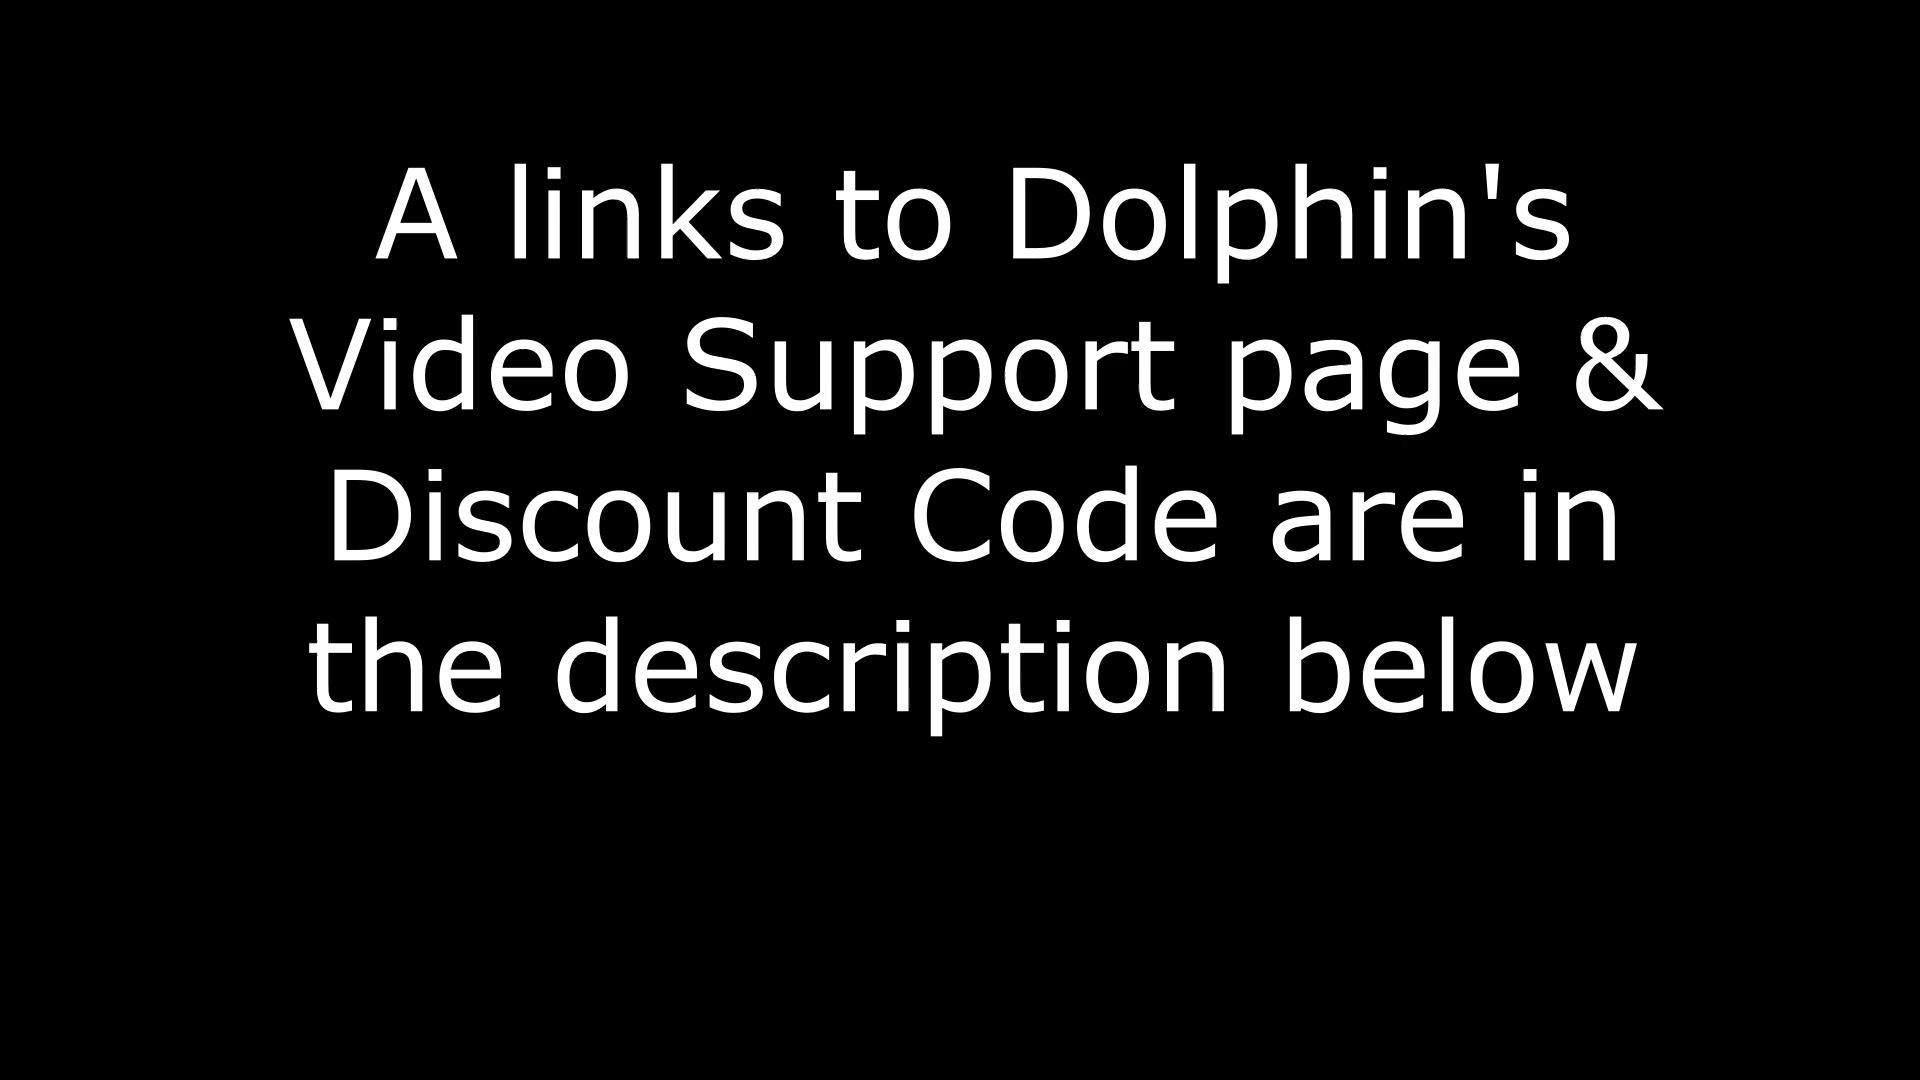 A links to Dolphin's
Video Support page &
Discount Code are in
the description below